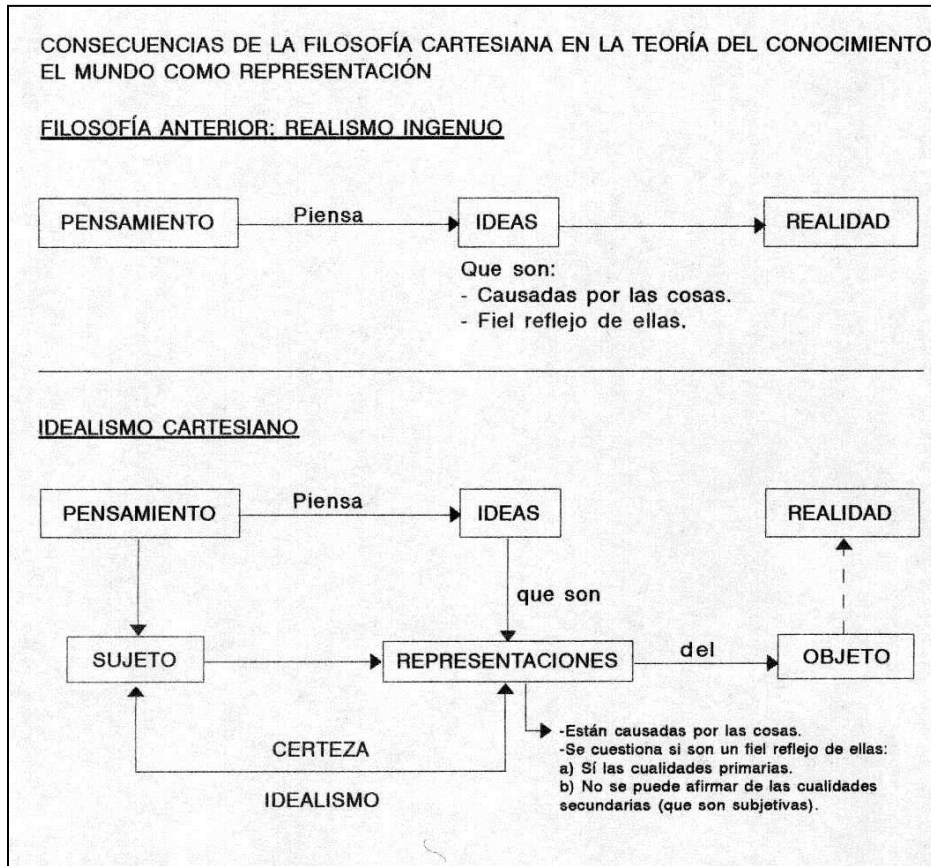 CONSECUENCIAS DE LA FILOSOFÍA CARTESIANA EN LA TEORÍA DEL CONOCIMIENTO
EL MUNDO COMO REPRESENTACIÓN
FILOSOFÍA ANTERIOR: REALISMO INGENUO
PENSAMIENTO
Piensa
IDEAS
REALIDAD
Que son:
- Causadas por las cosas.
- Fiel reflejo de ellas.
IDEALISMO CARTESIANO
PENSAMIENTO
Piensa
IDEAS
REALIDAD
que son
SUJETO
REPRESENTACIONES
del
OBJETO
CERTEZA
IDEALISMO
-Están causadas por las cosas.
-Se cuestiona si son un fiel reflejo de ellas:
a) Sí las cualidades primarias.
b) No se puede afirmar de las cualidades
secundarias (que son subjetivas).